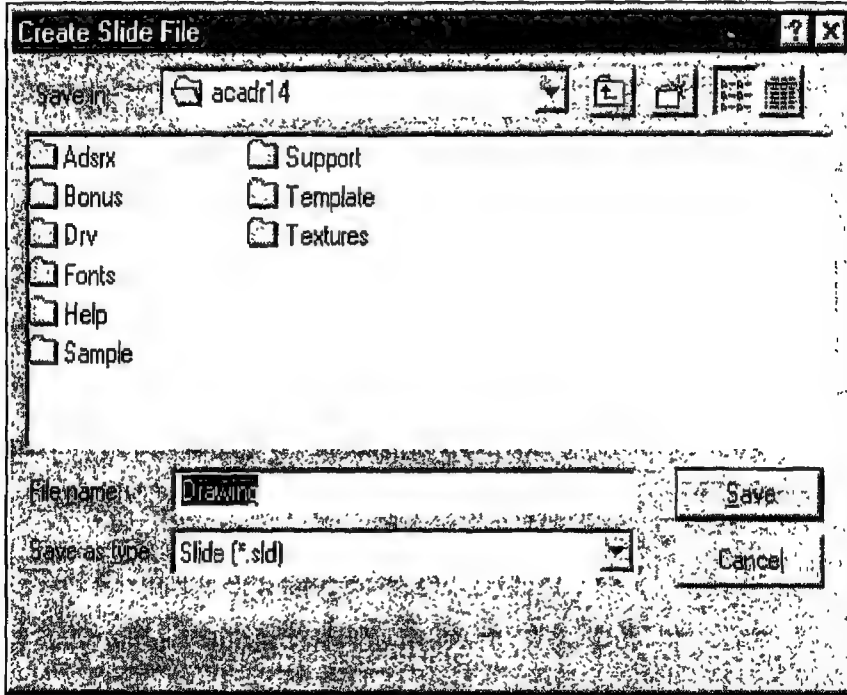 Create Slide File
Save in: acadr14
Adsrx Support
Bonus Template
Drv Textures
Fonts
Help
Sample
File name: Drawing Save
Save as type: Slide (*.sld) Cancel